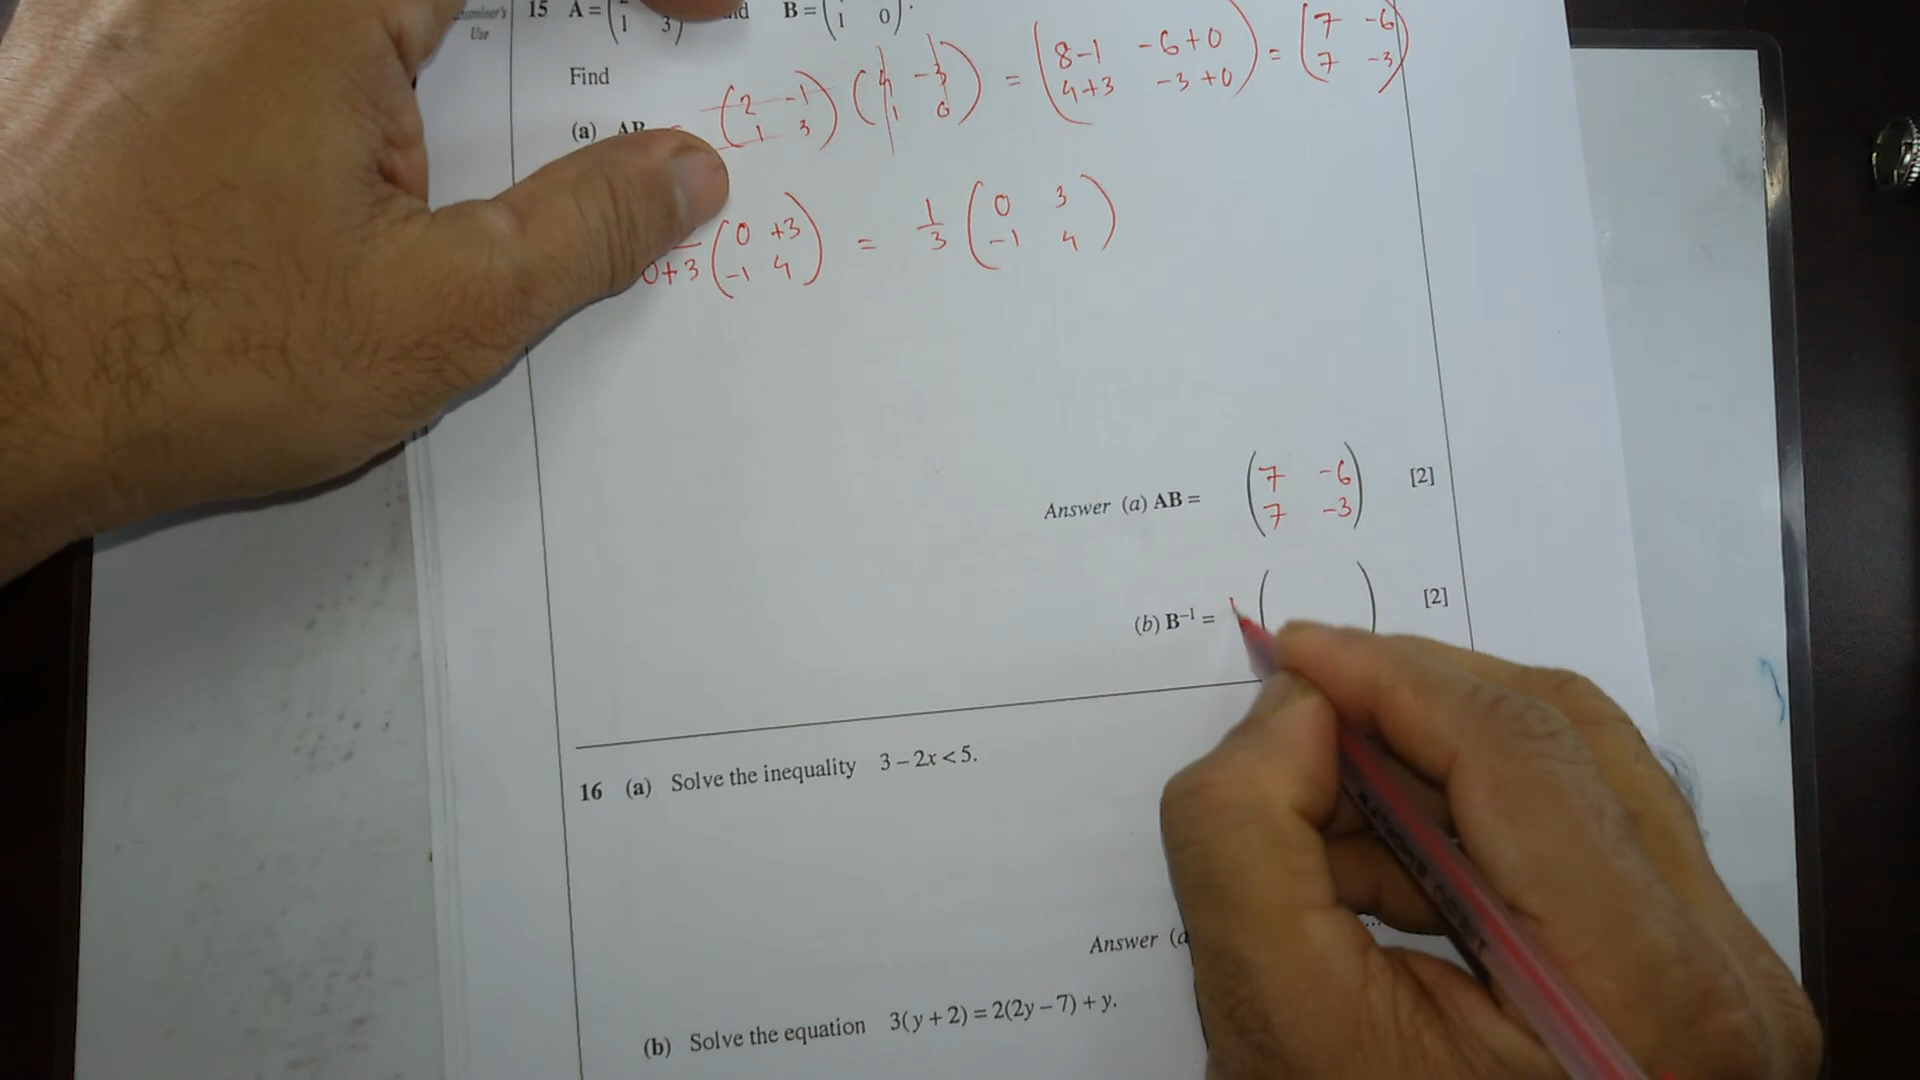 Use
15 A = ( 1 3 ) B = ( 1 0 ).
Find
(2 -1 1 3) (4 -3 1 0) = (8-1 -6+0 4+3 -3+0) = (7 -6 7 -3)
(a) AB
0+3 (0 +3 -1 4) = 1/3 (0 3 -1 4)
Answer (a) AB = (7 -6 7 -3) [2]
(b) B⁻¹ = ( ) [2]
16 (a) Solve the inequality 3 – 2x < 5.
Answer (a
(b) Solve the equation 3(y + 2) = 2(2y – 7) + y.